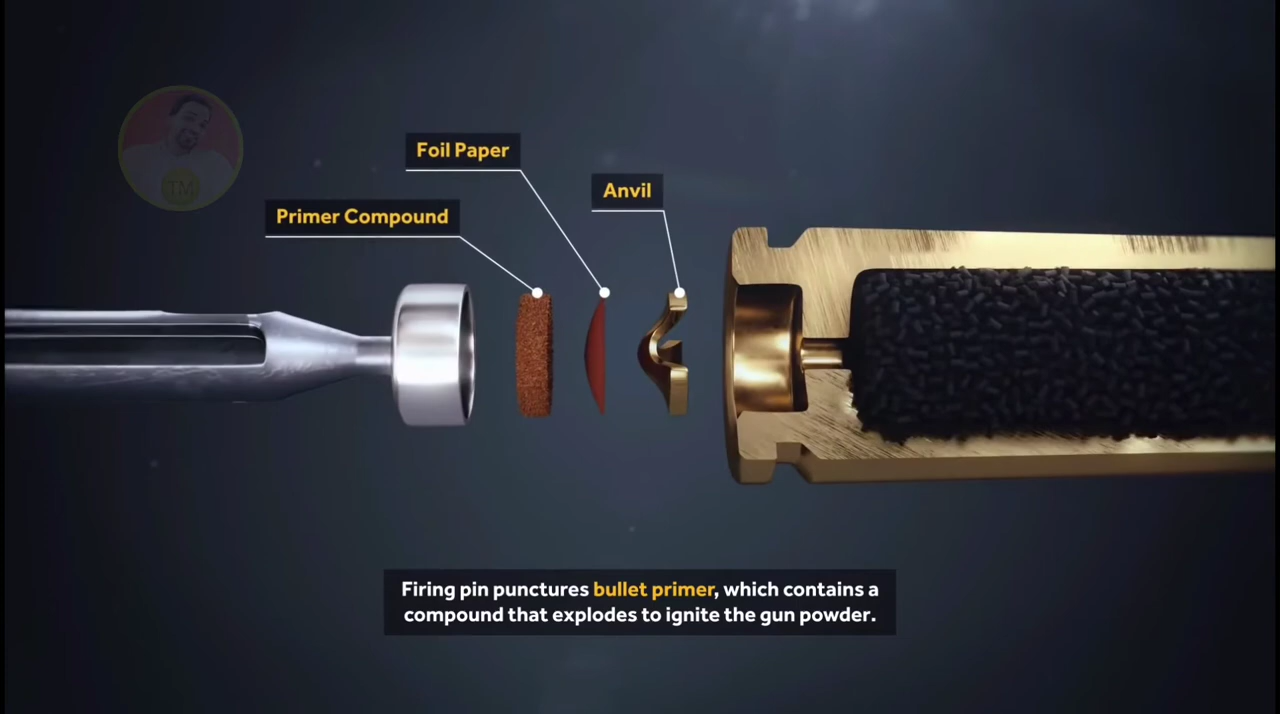 Foil Paper
Anvil
Primer Compound
TM
Firing pin punctures bullet primer, which contains a
compound that explodes to ignite the gun powder.